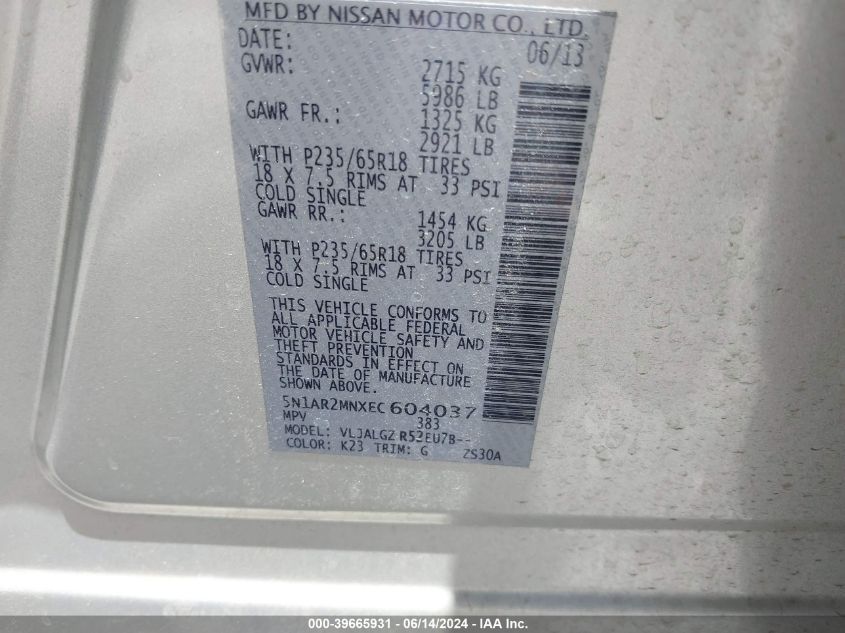 MFD BY NISSAN MOTOR CO., LTD.
DATE: 06/13
GVWR: 2715 KG
5986 LB
GAWR FR.: 1325 KG
2921 LB
WITH P235/65R18 TIRES
18 X 7.5 RIMS AT 33 PSI
COLD SINGLE
GAWR RR.: 1454 KG
3205 LB
WITH P235/65R18 TIRES
18 X 7.5 RIMS AT 33 PSI
COLD SINGLE
THIS VEHICLE CONFORMS TO
ALL APPLICABLE FEDERAL
MOTOR VEHICLE SAFETY AND
THEFT PREVENTION
STANDARDS IN EFFECT ON
THE DATE OF MANUFACTURE
SHOWN ABOVE.
5N1AR2MNXEC604037
MPV 383
MODEL: VLJALGZ R52EU7B--
COLOR: K23 TRIM: G ZS30A
000-39665931 - 06/14/2024 - IAA Inc.